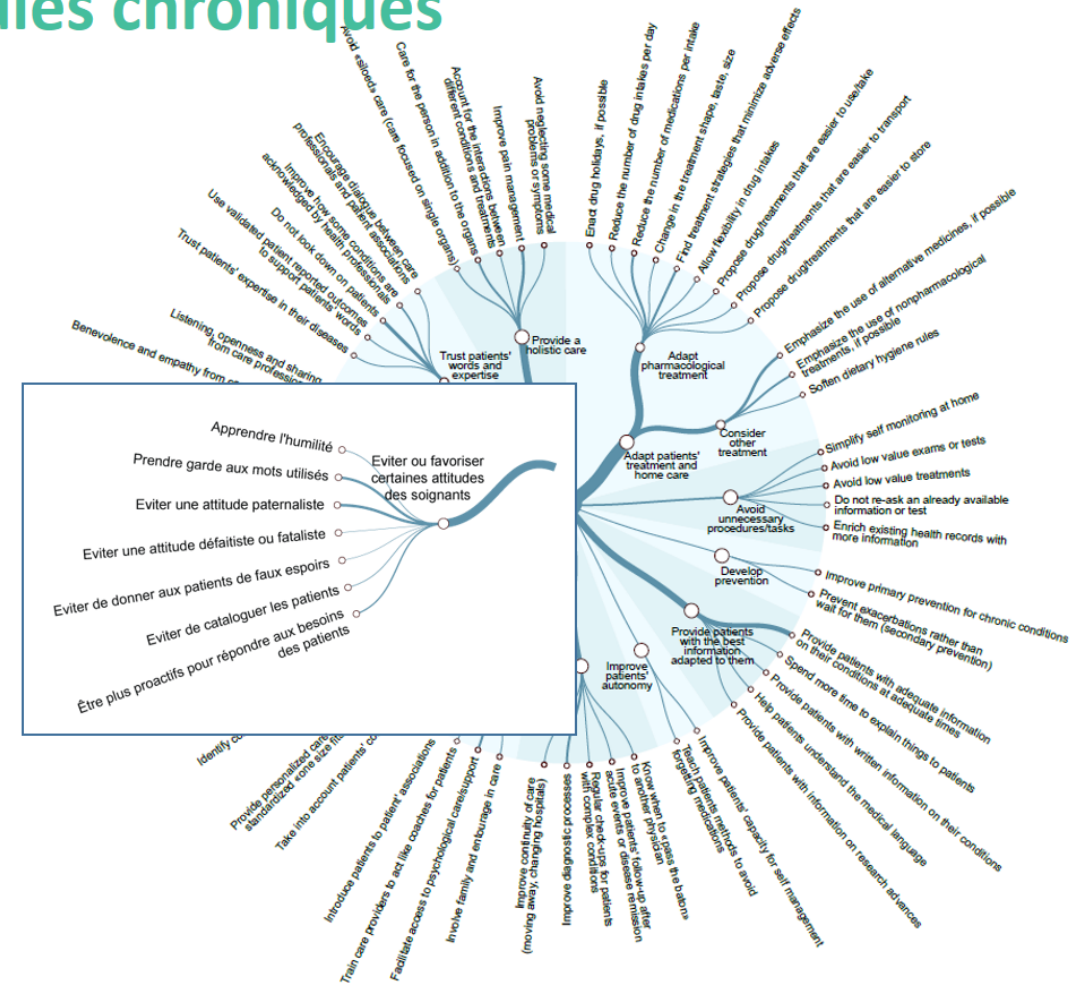 chroniques
Avoid «siloed» care (care focused on single organs)
Care for the person in addition to the organs
Account for the interactions between
different conditions and treatments
Improve pain management
Avoid neglecting some medical
problems or symptoms
Enact drug holidays, if possible
Reduce the number of drug intakes per day
Reduce the number of medications per intake
Change in the treatment shape, taste, size
Find treatment strategies that minimize adverse effects
Allow flexibility in drug intakes
Propose drug/treatments that are easier to use/take
Propose drug/treatments that are easier to transport
Propose drug/treatments that are easier to store
Emphasize the use of alternative medicines, if possible
Emphasize the use of nonpharmacological
treatments, if possible
Soften dietary hygiene rules
Simplify self monitoring at home
Avoid low value exams or tests
Avoid low value treatments
Do not re-ask an already available
information or test
Enrich existing health records with
more information
Improve primary prevention for chronic conditions
Prevent exacerbations rather than
wait for them (secondary prevention)
Provide patients with adequate information
on their conditions at adequate times
Spend more time to explain things to patients
Provide patients with written information on their conditions
Help patients understand the medical language
Provide patients with information on research advances
Improve patients' capacity for self management
Teach patients methods to avoid
forgetting medications
Know when to «pass the baton»
to another physician
Improve patients' follow-up after
acute events or disease remission
Regular check-ups for patients
with complex conditions
Improve diagnostic processes
Improve continuity of care
(moving away, changing hospitals)
Involve family and entourage in care
Facilitate access to psychological care/support
Train care providers to act like coaches for patients
Introduce patients to patient' associations
Take into account patients'
Provide personalized
standardized «one size
Identify
Encourage dialogue between care
professionals and patient associations
Improve how some conditions are
acknowledged by health professionals
Do not look down on patients
Use validated patient reported outcomes
to support patients' words
Trust patients' expertise in their diseases
Listening, openness and sharing
from care
Benevolence and empathy from
Provide a
holistic care
Trust patients'
words and
expertise
Adapt
pharmacological
treatment
Consider
other
treatment
Adapt patients'
treatment and
home care
Avoid
unnecessary
procedures/tasks
Develop
prevention
Provide patients
with the best
information
adapted to them
Improve
patients'
autonomy
Eviter ou favoriser
certaines attitudes
des soignants
Apprendre l'humilité
Prendre garde aux mots utilisés
Eviter une attitude paternaliste
Eviter une attitude défaitiste ou fataliste
Eviter de donner aux patients de faux espoirs
Eviter de cataloguer les patients
Être plus proactifs pour répondre aux besoins
des patients